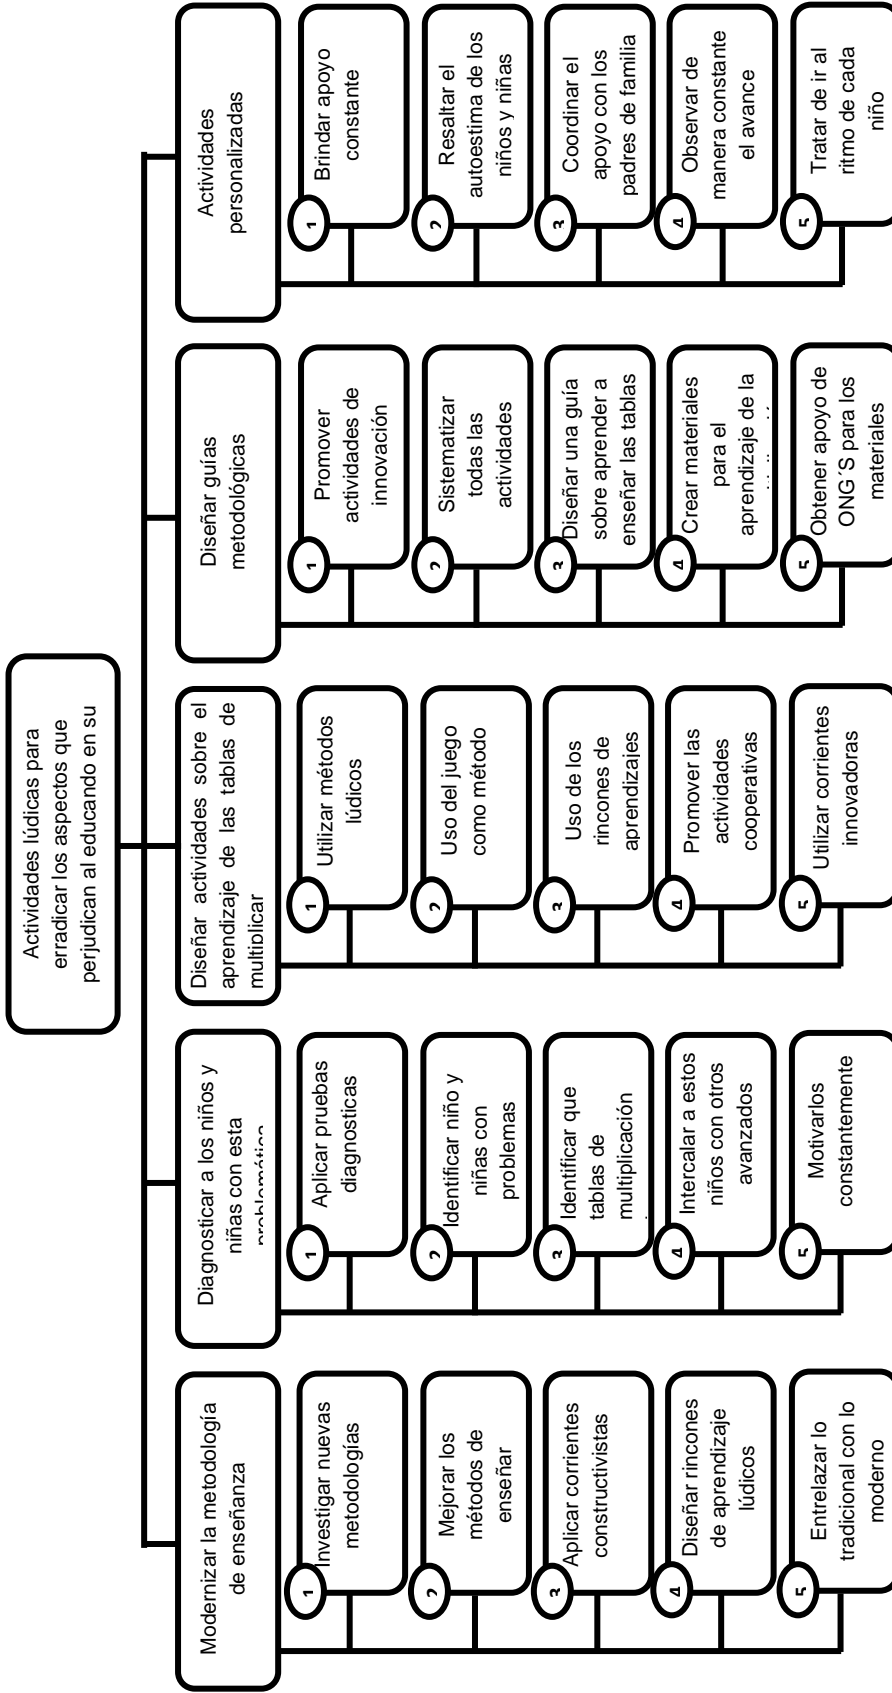 Actividades lúdicas para
erradicar los aspectos que
perjudican al educando en su
Modernizar la metodología
de enseñanza
1
Investigar nuevas
metodologías
2
Mejorar los
métodos de
enseñar
3
Aplicar corrientes
constructivistas
4
Diseñar rincones
de aprendizaje
lúdicos
5
Entrelazar lo
tradicional con lo
moderno
Diagnosticar a los niños y
niñas con esta
problemática
1
Aplicar pruebas
diagnosticas
2
Identificar niño y
niñas con
problemas
3
Identificar que
tablas de
multiplicación
4
Intercalar a estos
niños con otros
avanzados
5
Motivarlos
constantemente
Diseñar actividades sobre el
aprendizaje de las tablas de
multiplicar
1
Utilizar métodos
lúdicos
2
Uso del juego
como método
3
Uso de los
rincones de
aprendizajes
4
Promover las
actividades
cooperativas
5
Utilizar corrientes
innovadoras
Diseñar guías
metodológicas
1
Promover
actividades de
innovación
2
Sistematizar
todas las
actividades
3
Diseñar una guía
sobre aprender a
enseñar las tablas
4
Crear materiales
para el
aprendizaje de la
5
Obtener apoyo de
ONG´S para los
materiales
Actividades
personalizadas
1
Brindar apoyo
constante
2
Resaltar el
autoestima de los
niños y niñas
3
Coordinar el
apoyo con los
padres de familia
4
Observar de
manera constante
el avance
5
Tratar de ir al
ritmo de cada
niño